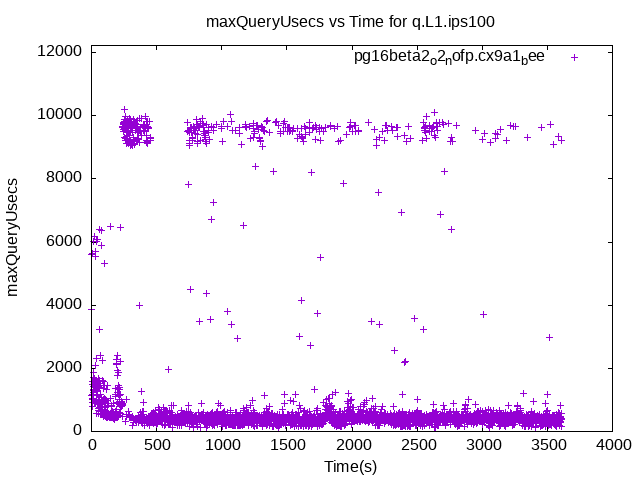 maxQueryUsecs vs Time for q.L1.ips100
pg16beta2o2nofp.cx9a1bee
12000
10000
8000
6000
4000
2000
0
maxQueryUsecs
0 500 1000 1500 2000 2500 3000 3500 4000
Time(s)